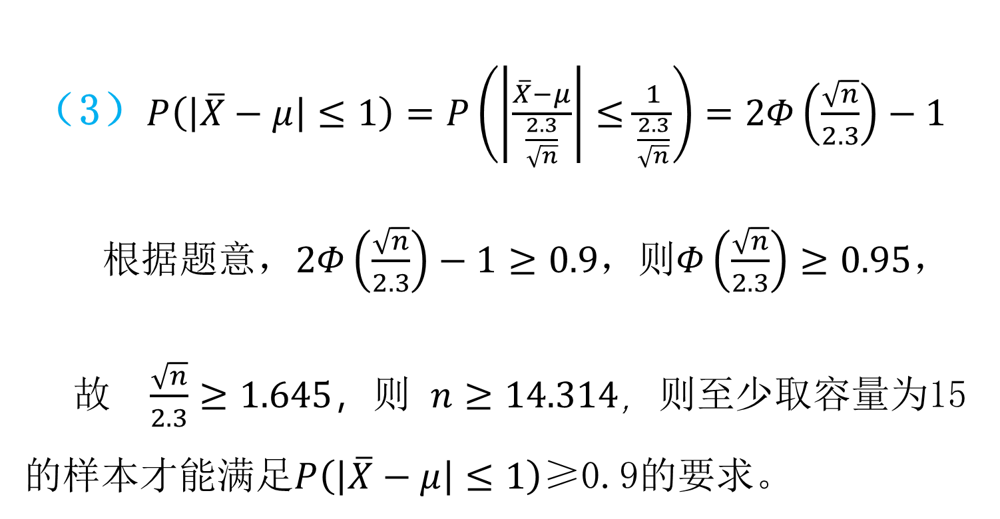 （3）$P(|\bar{X}-\mu|\leq 1)=P\left(\left|\frac{\bar{X}-\mu}{\frac{2.3}{\sqrt{n}}}\right|\leq\frac{1}{\frac{2.3}{\sqrt{n}}}\right)=2\Phi\left(\frac{\sqrt{n}}{2.3}\right)-1$
根据题意，$2\Phi\left(\frac{\sqrt{n}}{2.3}\right)-1\geq 0.9$，则$\Phi\left(\frac{\sqrt{n}}{2.3}\right)\geq 0.95$，
故 $\frac{\sqrt{n}}{2.3}\geq 1.645$，则 $n\geq 14.314$，则至少取容量为15
的样本才能满足$P(|\bar{X}-\mu|\leq 1)$≥0.9的要求。